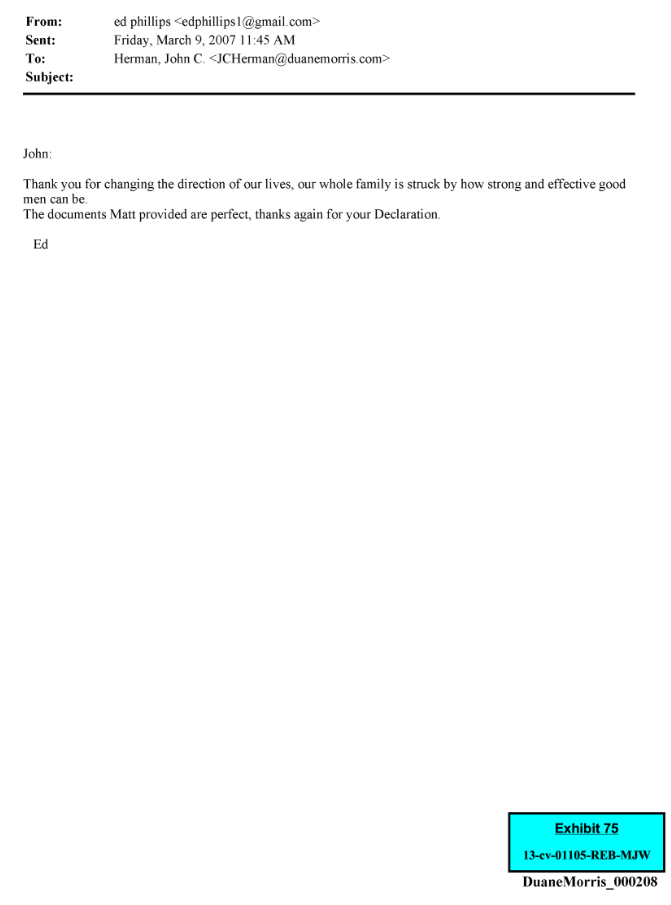 From: ed phillips <edphillips1@gmail.com>
Sent: Friday, March 9, 2007 11:45 AM
To: Herman, John C. <JCHerman@duanemorris.com>
Subject:
John:
Thank you for changing the direction of our lives, our whole family is struck by how strong and effective good
men can be.
The documents Matt provided are perfect, thanks again for your Declaration.
Ed
Exhibit 75
13-cv-01105-REB-MJW
DuaneMorris_000208